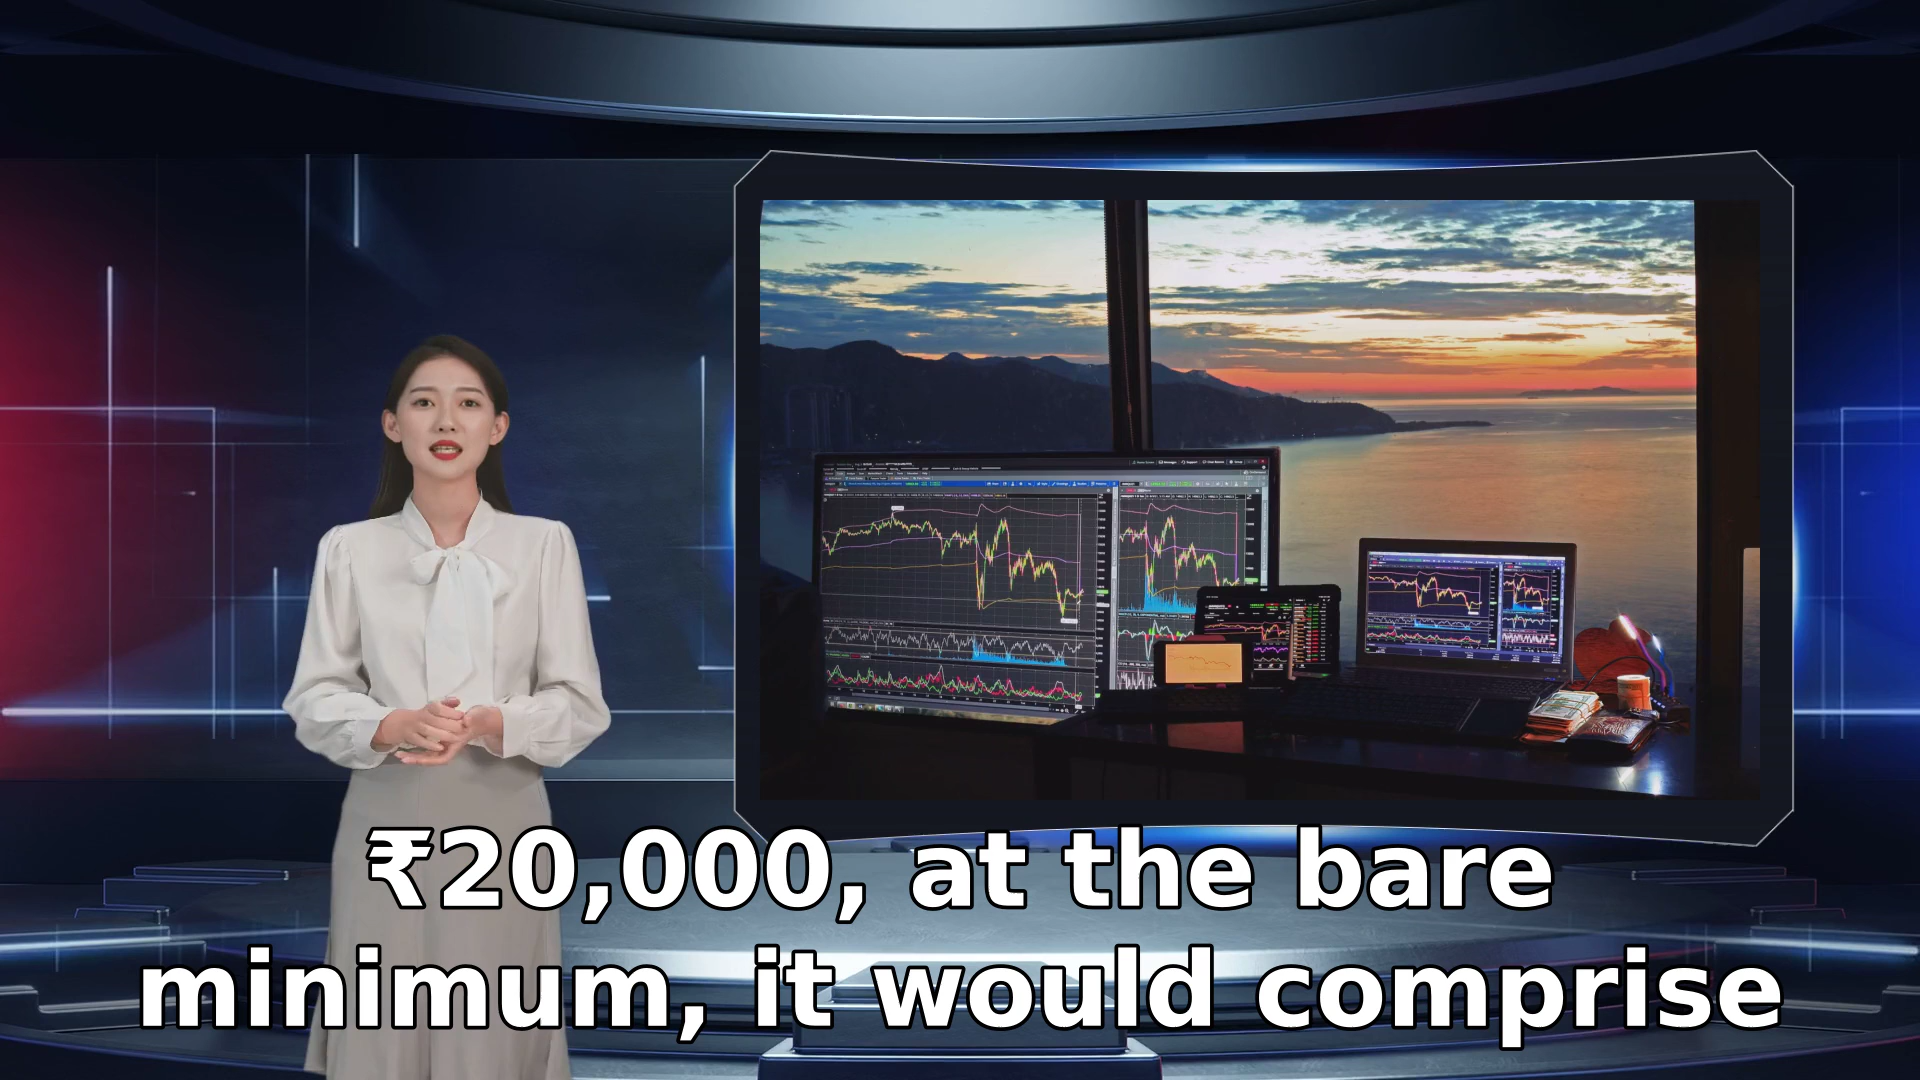 ₹20,000, at the bare
minimum, it would comprise